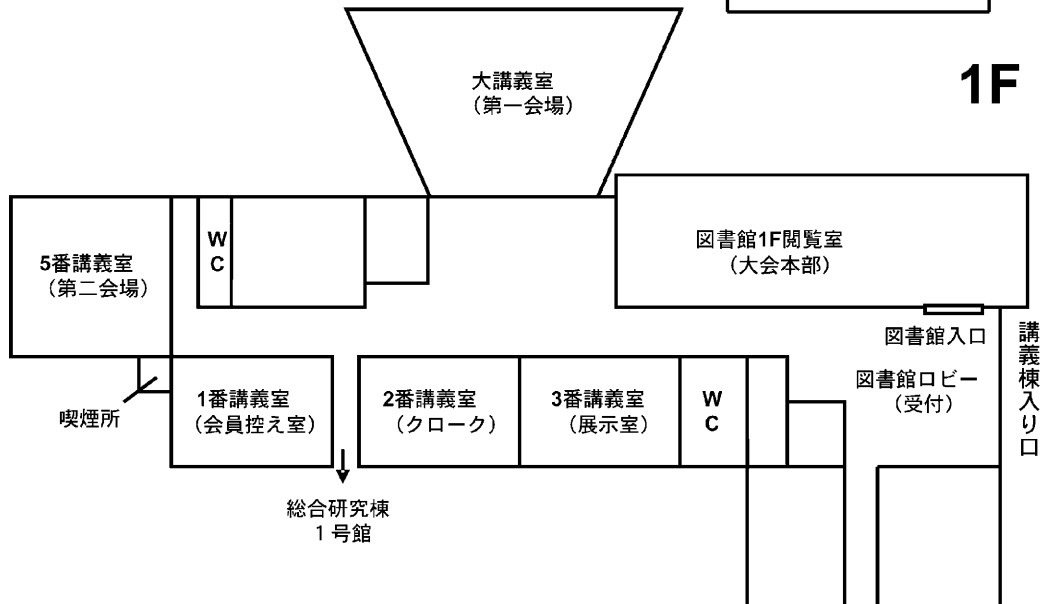 1F
大講義室
（第一会場）
5番講義室
（第二会場）
W
C
図書館1F閲覧室
（大会本部）
図書館入口
講義棟入り口
図書館ロビー
（受付）
喫煙所
1番講義室
（会員控え室）
2番講義室
（クローク）
3番講義室
（展示室）
W
C
総合研究棟
１号館